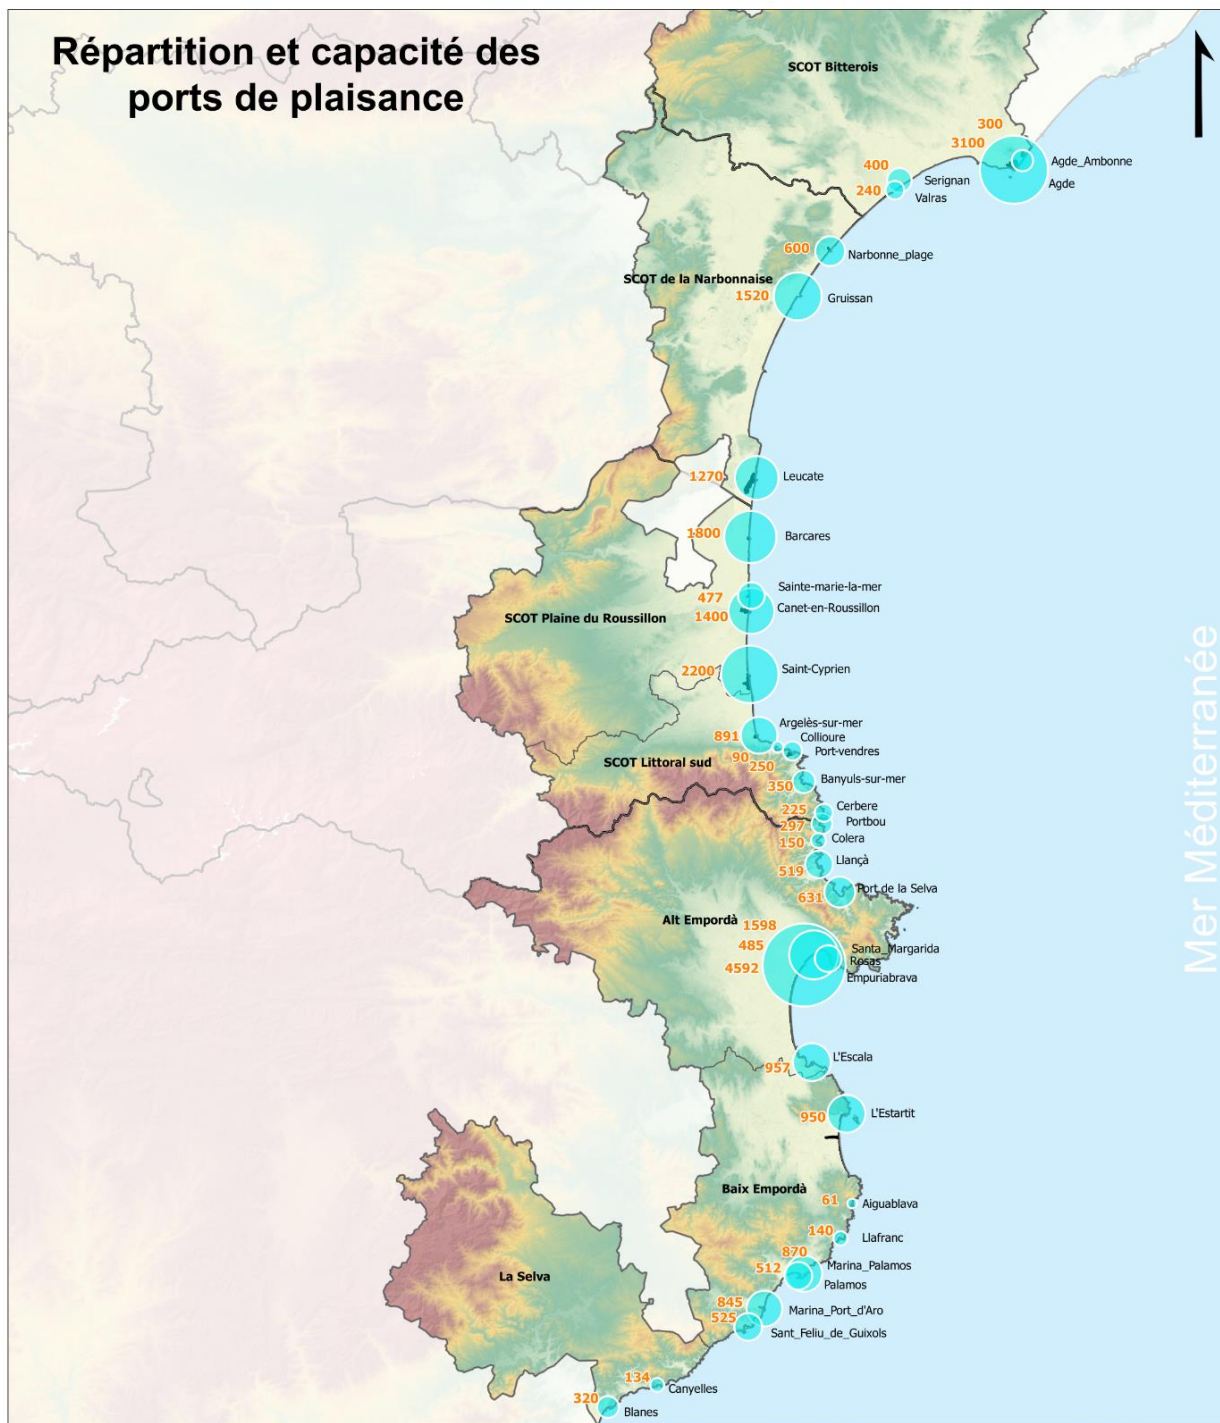 Répartition et capacité des
ports de plaisance
SCOT Bitterois
300
3100
Agde_Ambonne
Agde
400
Serignan
240
Valras
600
Narbonne_plage
SCOT de la Narbonnaise
1520
Gruissan
1270
Leucate
1800
Barcares
Sainte-marie-la-mer
477
Canet-en-Roussillon
1400
SCOT Plaine du Roussillon
2200
Saint-Cyprien
Argelès-sur-mer
891
Collioure
90
Port-vendres
250
SCOT Littoral sud
Banyuls-sur-mer
350
Cerbere
225
Portbou
297
Colera
150
Llançà
519
Port de la Selva
631
Alt Empordà
1598
485
Santa_Margarida
Rosas
4592
Empuriabrava
L'Escala
957
L'Estartit
950
Baix Empordà
61
Aiguablava
140
Llafranc
870
Marina_Palamos
512
Palamos
La Selva
845
Marina_Port_d'Aro
525
Sant_Feliu_de_Guixols
134
Canyelles
320
Blanes
Mer Méditerranée